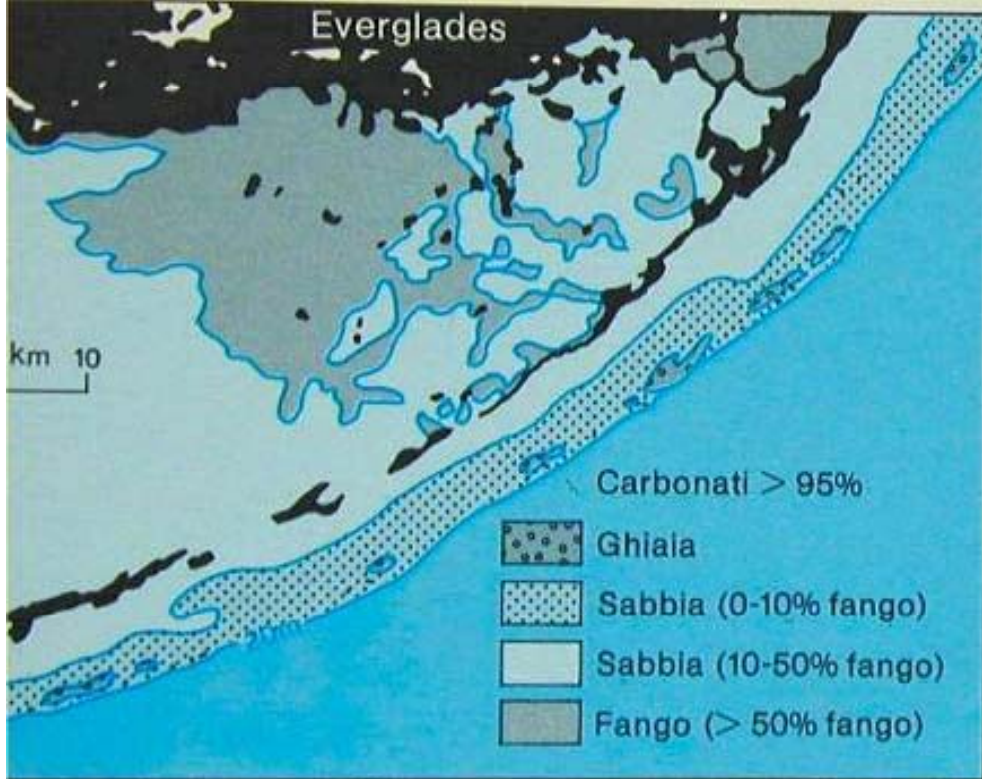 Everglades
km 10
Carbonati > 95%
Ghiaia
Sabbia (0-10% fango)
Sabbia (10-50% fango)
Fango (> 50% fango)